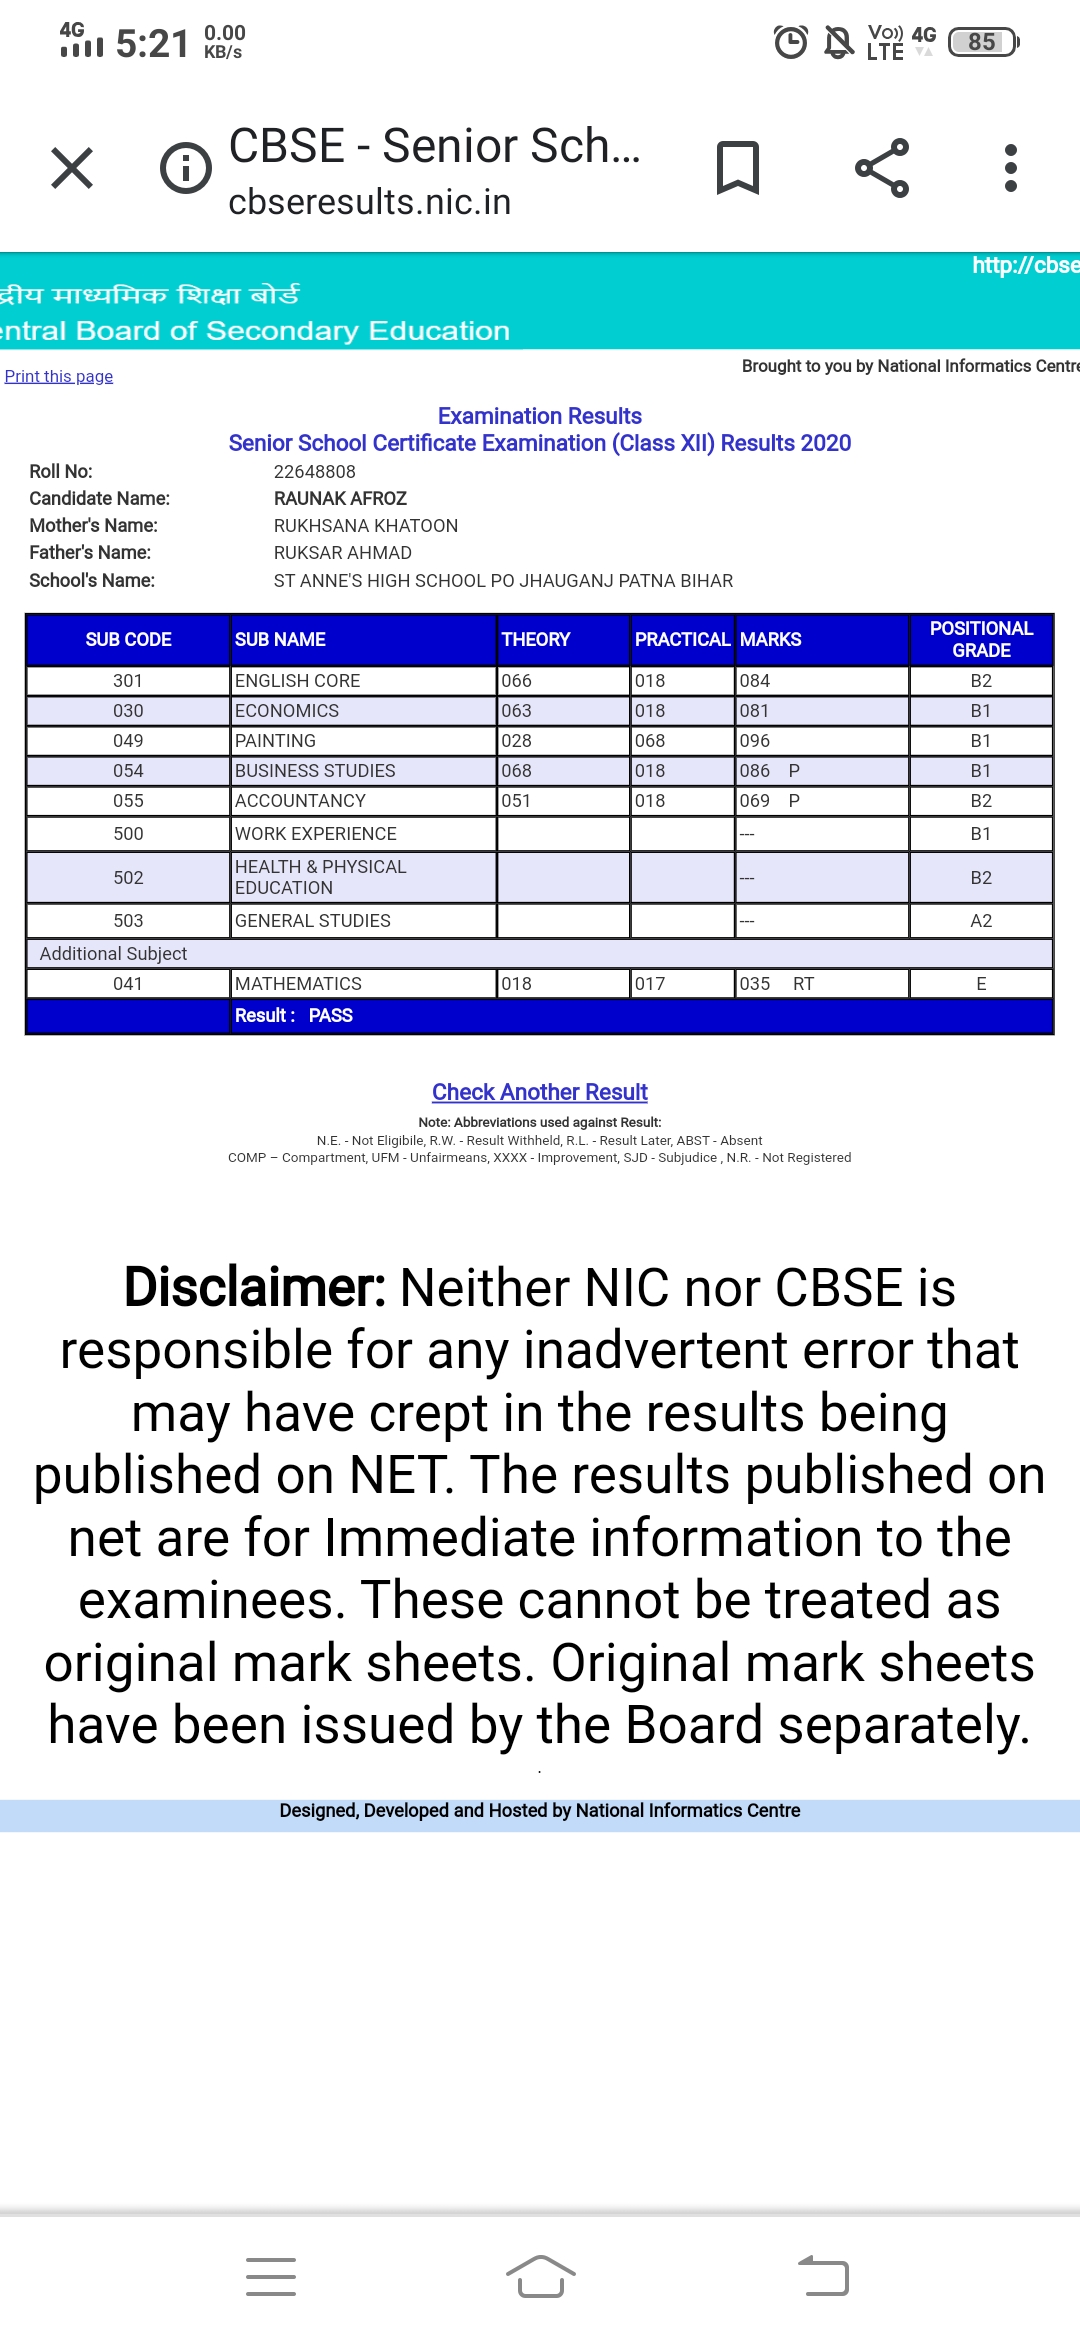 4G 5:21 0.00 KB/s Vo)) LTE 4G 85
CBSE - Senior Sch...
cbseresults.nic.in
http://cbse
द्रीय माध्यमिक शिक्षा बोर्ड
entral Board of Secondary Education
Brought to you by National Informatics Centre
Print this page
Examination Results
Senior School Certificate Examination (Class XII) Results 2020
Roll No: 22648808
Candidate Name: RAUNAK AFROZ
Mother's Name: RUKHSANA KHATOON
Father's Name: RUKSAR AHMAD
School's Name: ST ANNE'S HIGH SCHOOL PO JHAUGANJ PATNA BIHAR
SUB CODE SUB NAME THEORY PRACTICAL MARKS POSITIONAL GRADE
301 ENGLISH CORE 066 018 084 B2
030 ECONOMICS 063 018 081 B1
049 PAINTING 028 068 096 B1
054 BUSINESS STUDIES 068 018 086 P B1
055 ACCOUNTANCY 051 018 069 P B2
500 WORK EXPERIENCE --- B1
502 HEALTH & PHYSICAL EDUCATION --- B2
503 GENERAL STUDIES --- A2
Additional Subject
041 MATHEMATICS 018 017 035 RT E
Result : PASS
Check Another Result
Note: Abbreviations used against Result:
N.E. - Not Eligibile, R.W. - Result Withheld, R.L. - Result Later, ABST - Absent
COMP – Compartment, UFM - Unfairmeans, XXXX - Improvement, SJD - Subjudice , N.R. - Not Registered
Disclaimer: Neither NIC nor CBSE is
responsible for any inadvertent error that
may have crept in the results being
published on NET. The results published on
net are for Immediate information to the
examinees. These cannot be treated as
original mark sheets. Original mark sheets
have been issued by the Board separately.
.
Designed, Developed and Hosted by National Informatics Centre